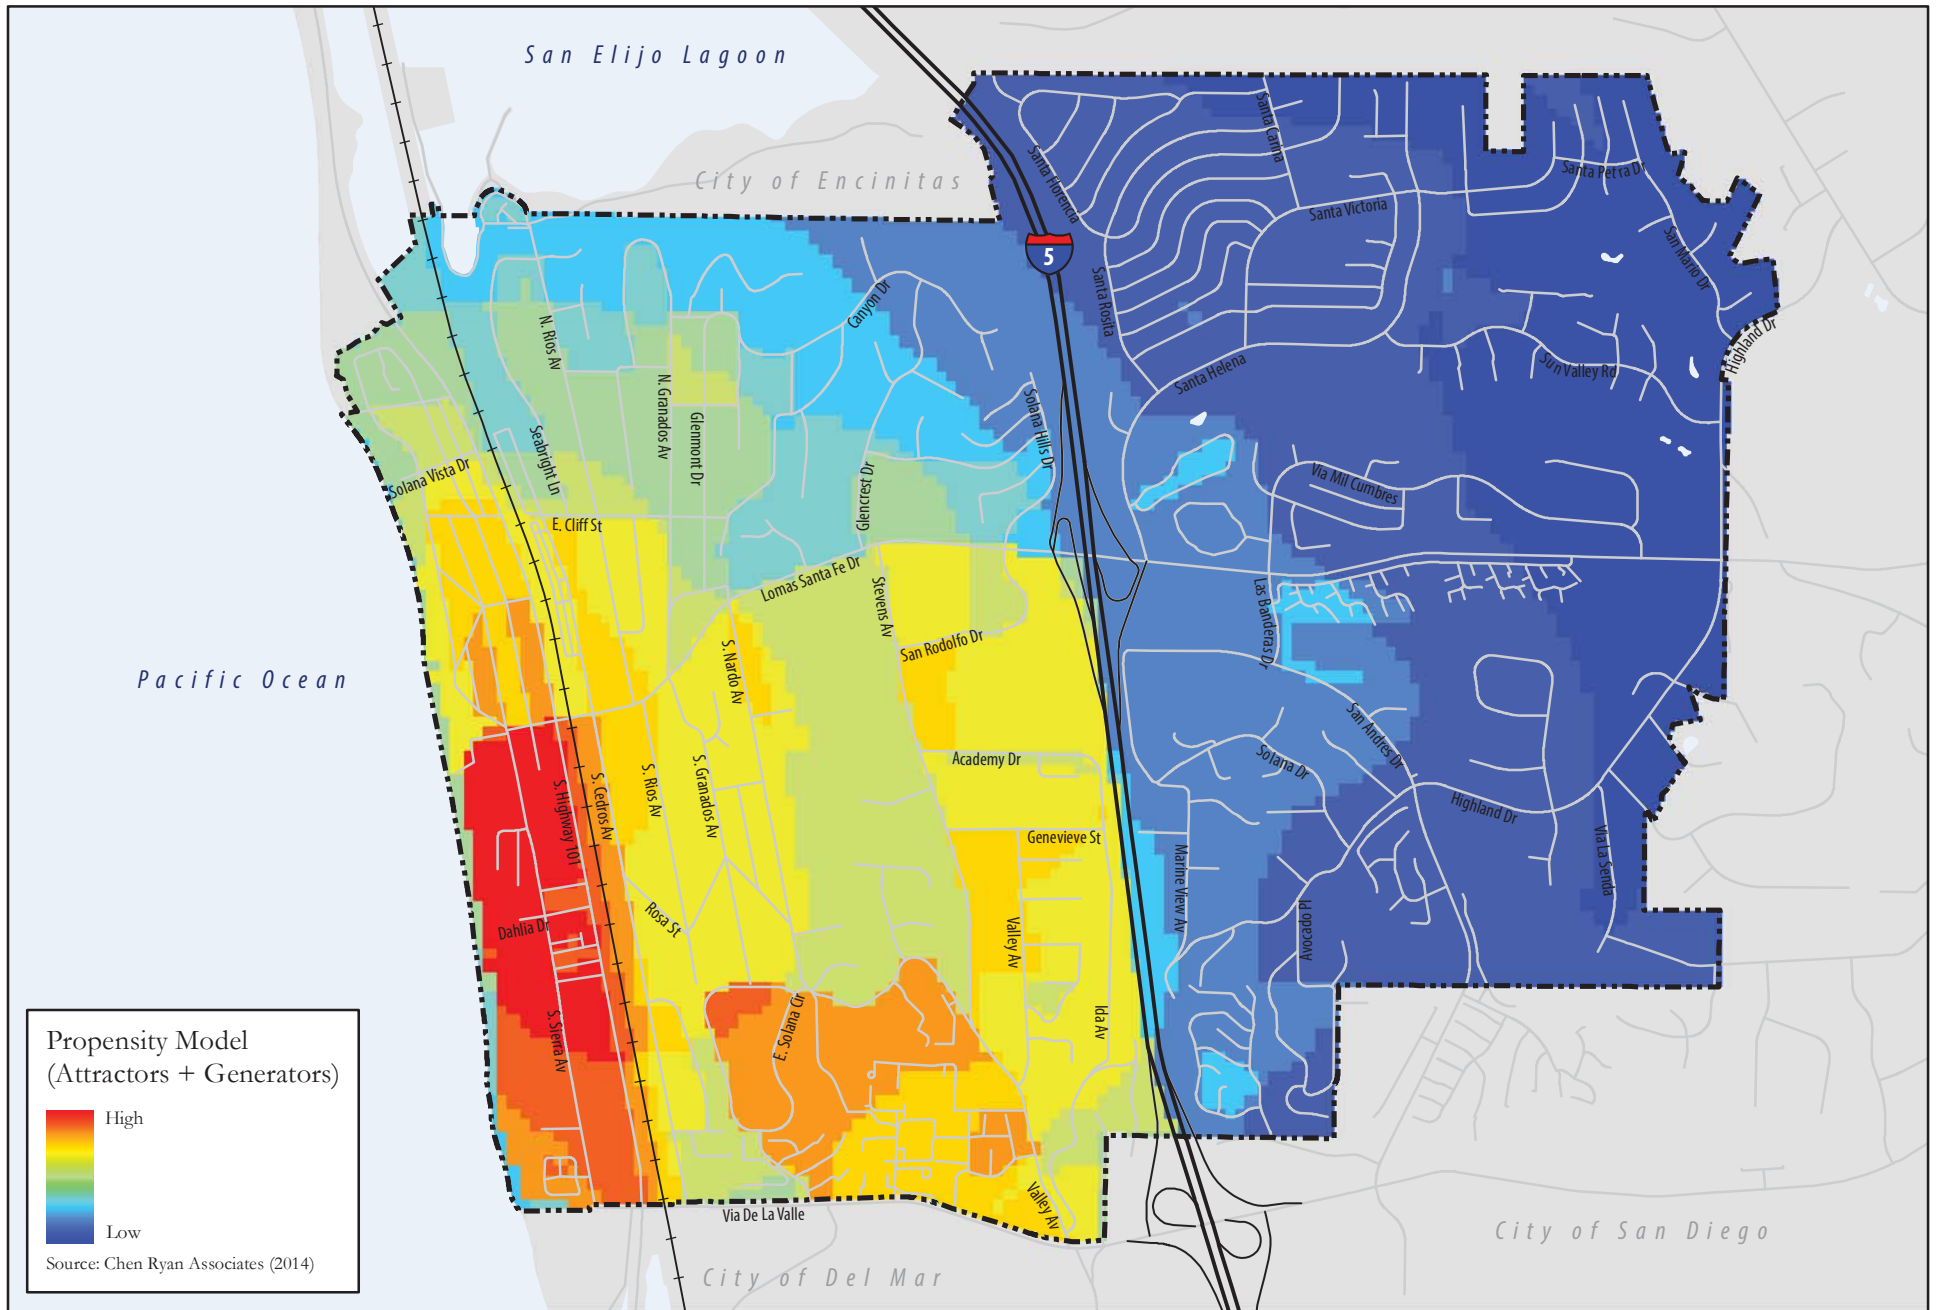 San Elijo Lagoon
City of Encinitas
5
Santa Florencia
Santa Carina
Santa Victoria
Santa Petra Dr
San Mario Dr
Highland Dr
Santa Rosita
Santa Helena
Sun Valley Rd
Canyon Dr
N. Rios Av
N. Granados Av
Glenmont Dr
Seabright Ln
Solana Vista Dr
Glencrest Dr
Solana Hills Dr
Via Mil Cumbres
E. Cliff St
Lomas Santa Fe Dr
Stevens Av
San Rodolfo Dr
Las Banderas Dr
Pacific Ocean
S. Nardo Av
San Andres Dr
Solana Dr
Academy Dr
S. Highway 101
S. Cedros Av
S. Rios Av
S. Granados Av
Genevieve St
Highland Dr
Marine View Av
Via La Senda
Dahlia Dr
Rosa St
Valley Av
Avocado Pl
E. Solana Cir
Ida Av
S. Sierra Av
Via De La Valle
Valley Av
City of San Diego
City of Del Mar
Propensity Model
(Attractors + Generators)
High
Low
Source: Chen Ryan Associates (2014)